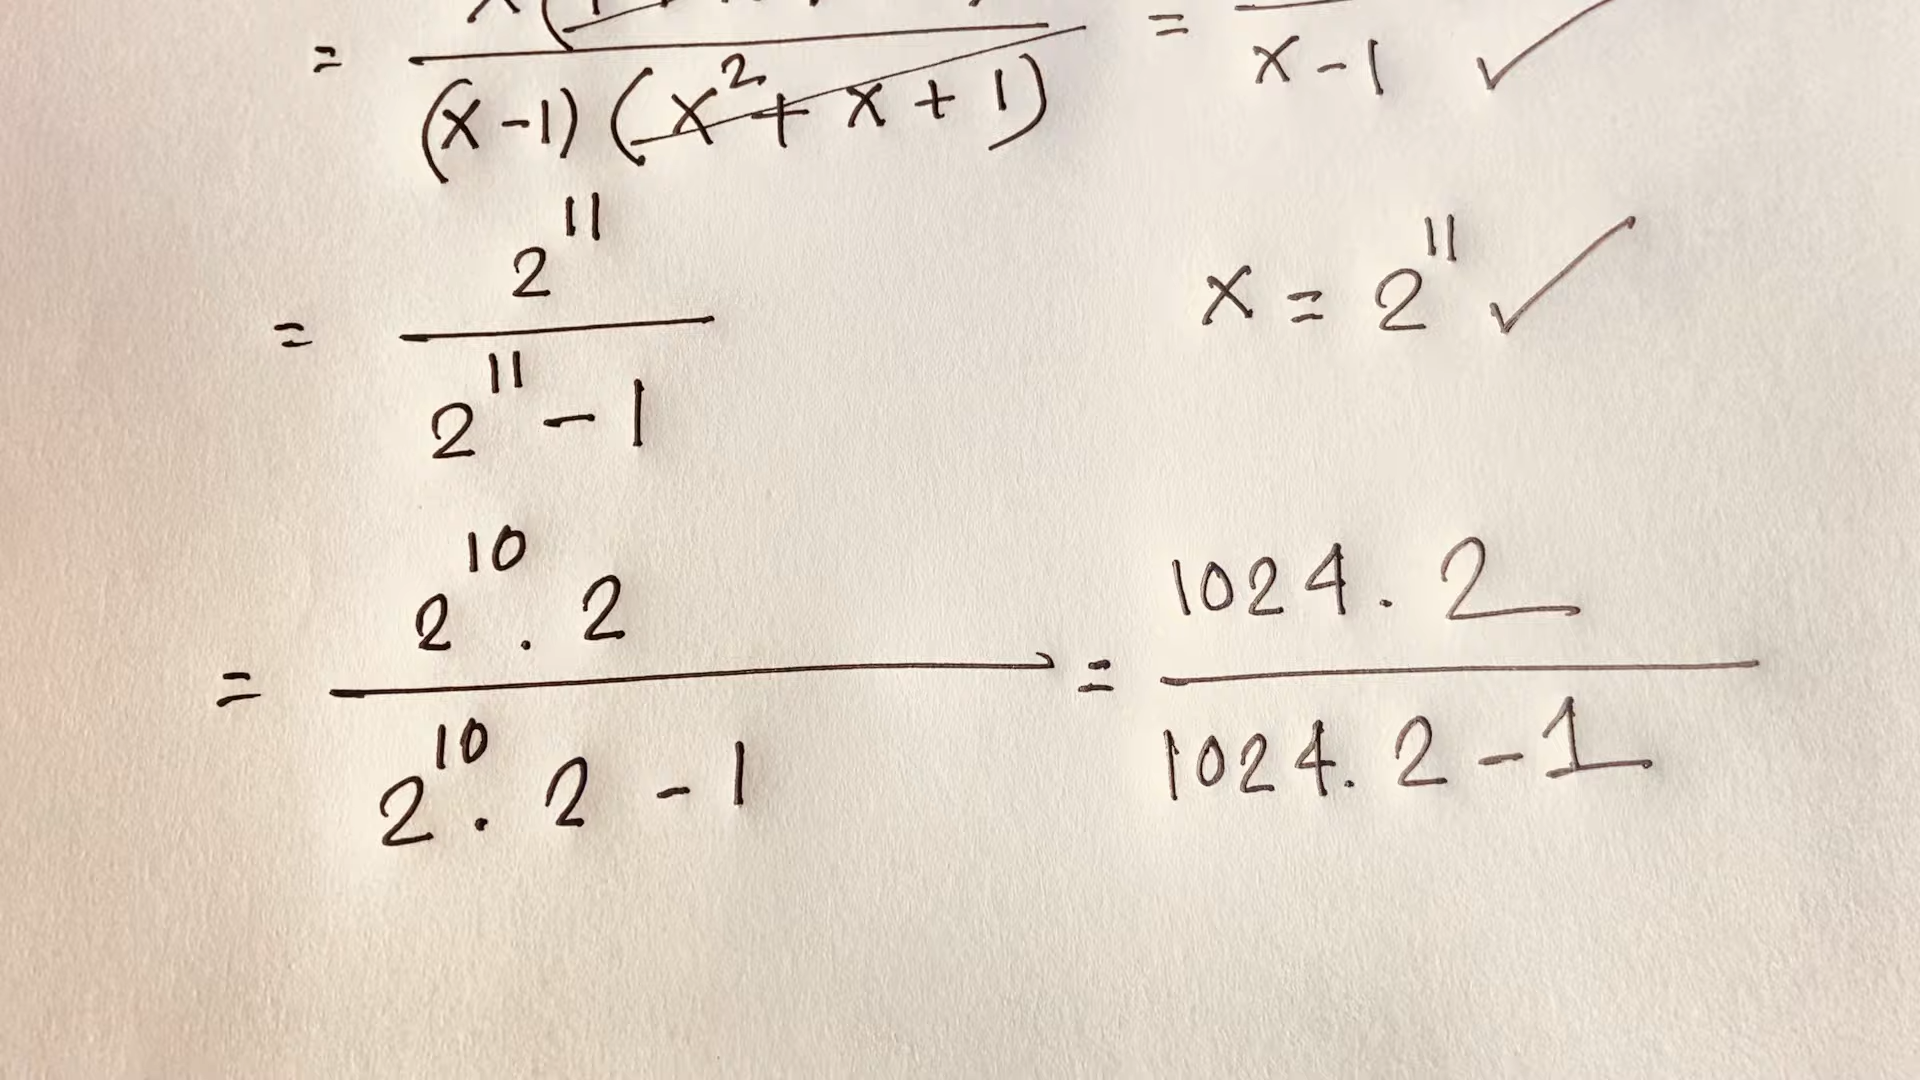 =
(x-1)(x²+x+1)
=
x-1 ✓
= 2¹¹
2¹¹-1
x = 2¹¹ ✓
= 2¹⁰.2
2¹⁰.2-1
= 1024.2
1024.2-1